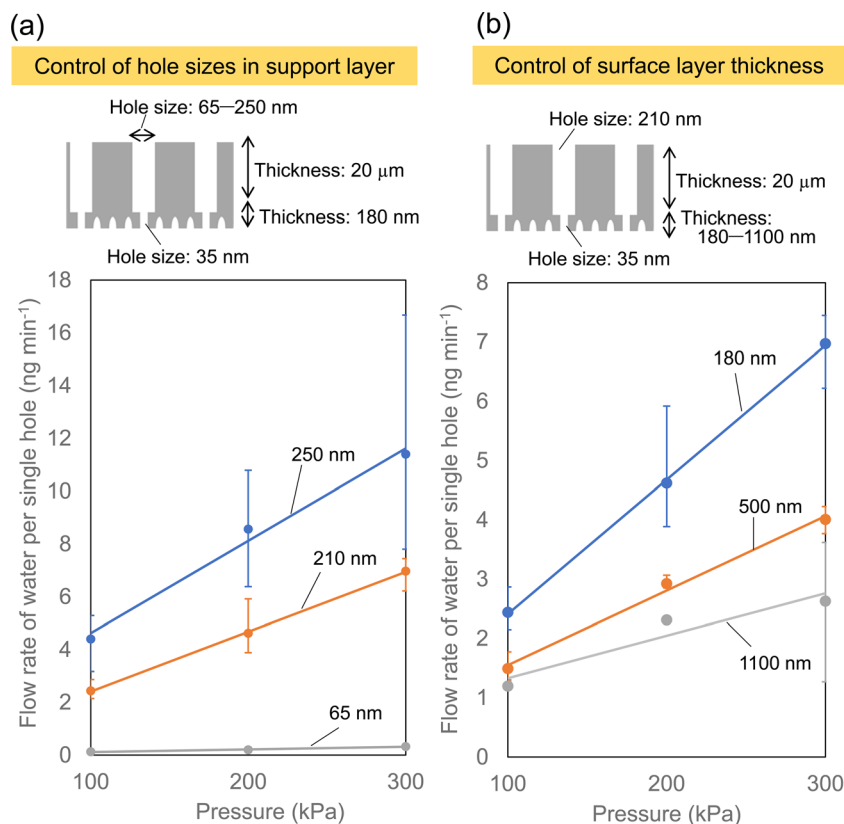 (a)
Control of hole sizes in support layer
Hole size: 65–250 nm
Thickness: 20 μm
Thickness: 180 nm
Hole size: 35 nm
Flow rate of water per single hole (ng min⁻¹)
18
16
14
12
10
8
6
4
2
0
250 nm
210 nm
65 nm
100
200
300
Pressure (kPa)
(b)
Control of surface layer thickness
Hole size: 210 nm
Thickness: 20 μm
Thickness:
180–1100 nm
Hole size: 35 nm
Flow rate of water per single hole (ng min⁻¹)
8
7
6
5
4
3
2
1
0
180 nm
500 nm
1100 nm
100
200
300
Pressure (kPa)